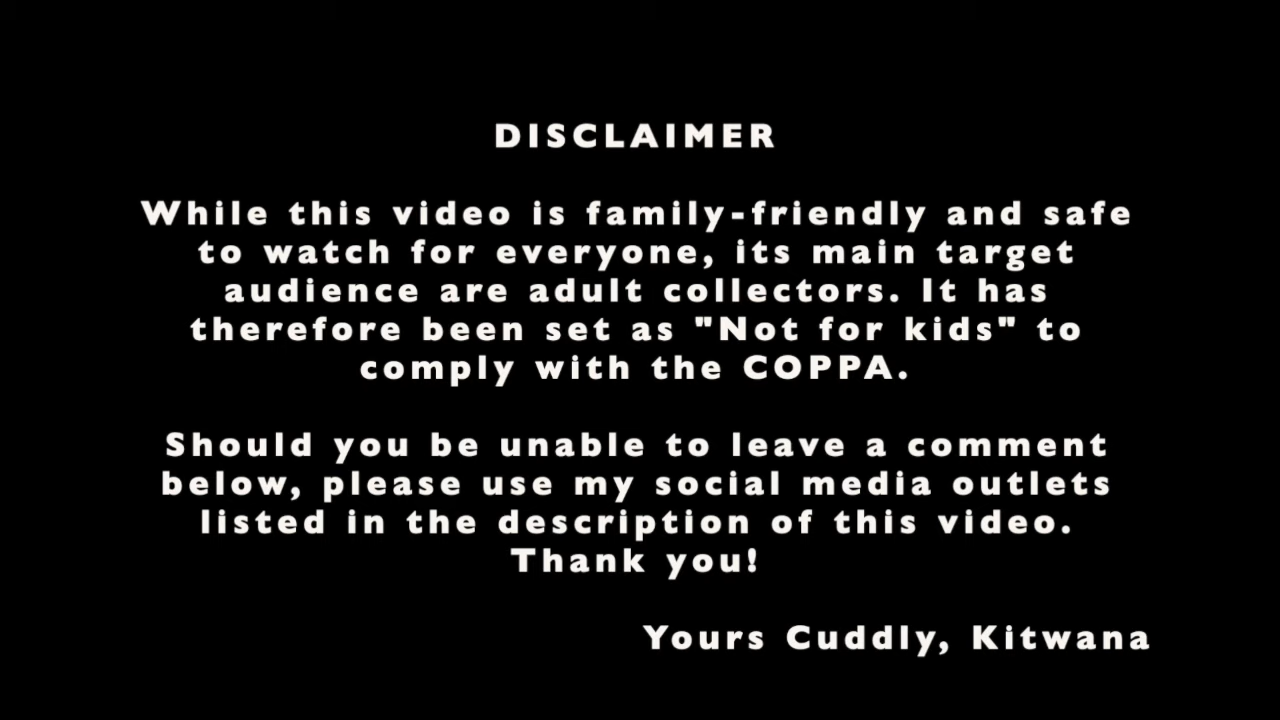 DISCLAIMER
While this video is family-friendly and safe
to watch for everyone, its main target
audience are adult collectors. It has
therefore been set as "Not for kids" to
comply with the COPPA.
Should you be unable to leave a comment
below, please use my social media outlets
listed in the description of this video.
Thank you!
Yours Cuddly, Kitwana